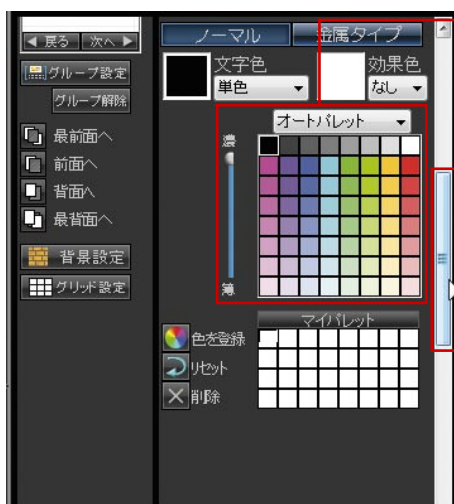 ◀ 戻る 次へ ▶
グループ設定
グループ解除
最前面へ
前面へ
背面へ
最背面へ
背景設定
グリッド設定
ノーマル 金属タイプ
文字色 効果色
単色 なし
オートパレット
濃
薄
マイパレット
色を登録
リセット
削除